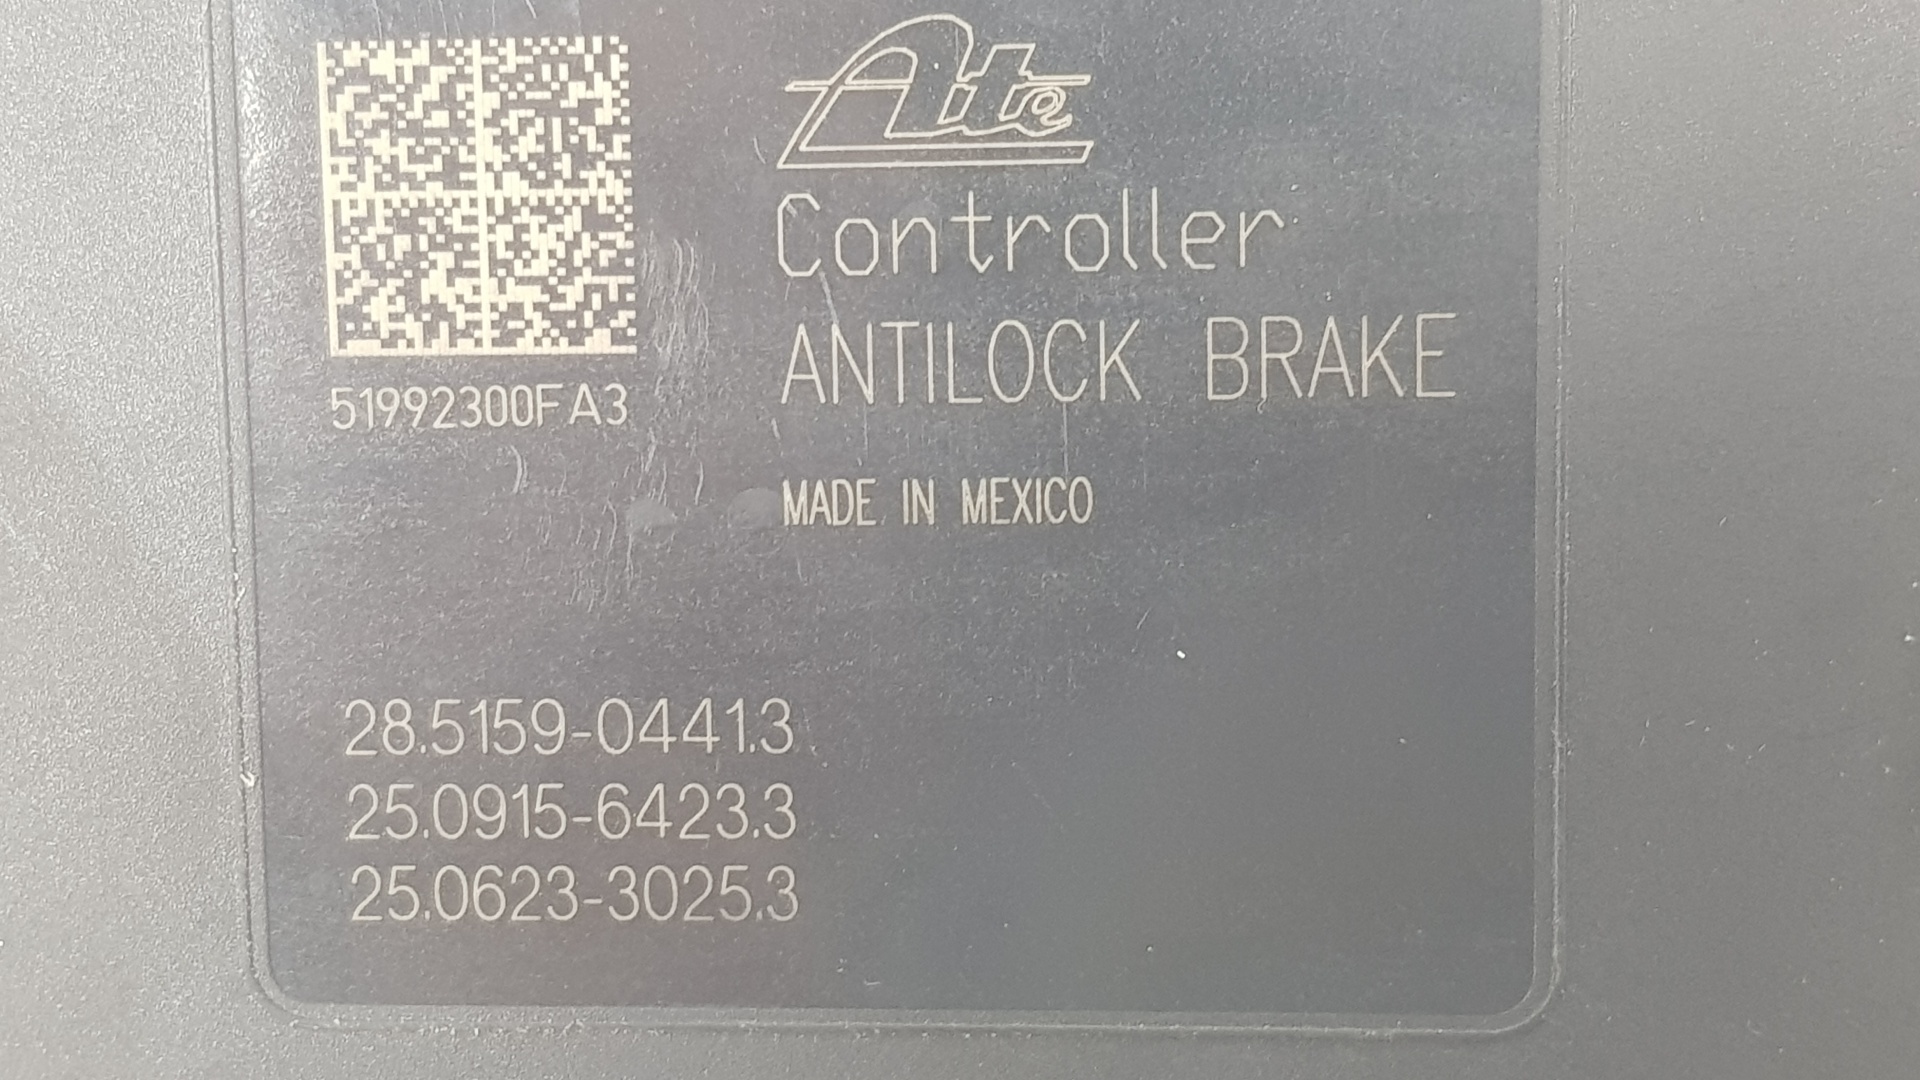 Ate
Controller
ANTILOCK BRAKE
51992300FA3
MADE IN MEXICO
28.5159-0441.3
25.0915-6423.3
25.0623-3025.3